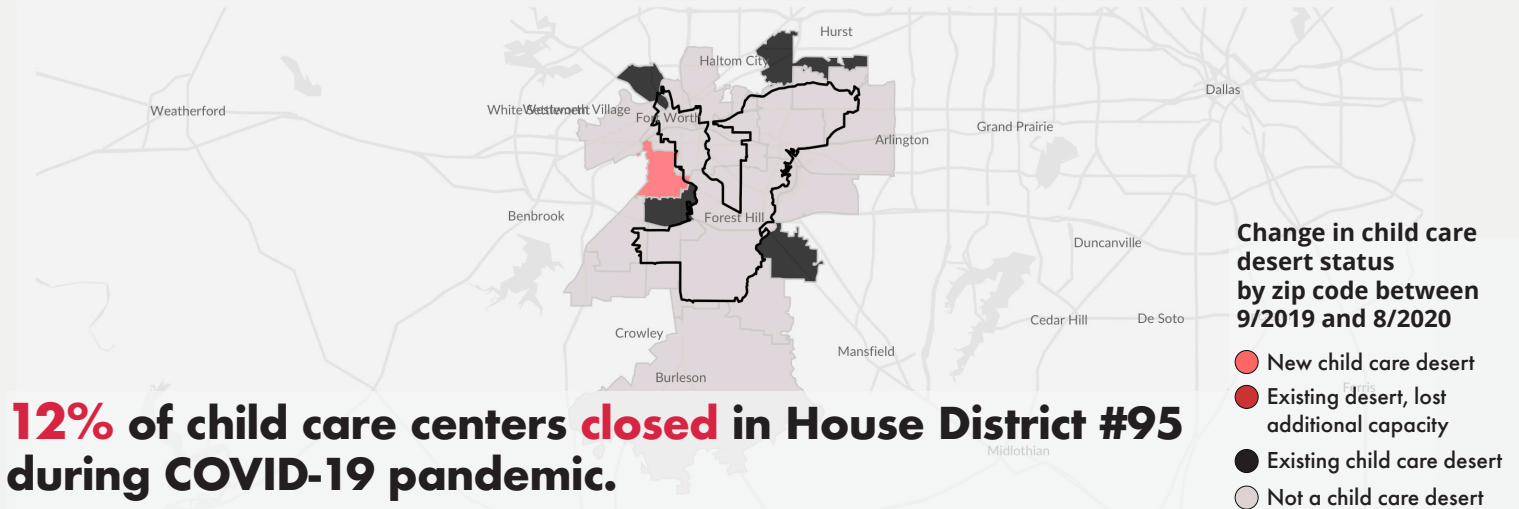 Hurst
Haltom City
Dallas
Weatherford
White Settlement
Westworth Village
Fort Worth
Grand Prairie
Arlington
Benbrook
Forest Hill
Duncanville
Change in child care
desert status
by zip code between
9/2019 and 8/2020
Crowley
Cedar Hill
De Soto
Mansfield
Burleson
New child care desert
Ferris
Existing desert, lost
additional capacity
Existing child care desert
Not a child care desert
12% of child care centers closed in House District #95
during COVID-19 pandemic.
Midlothian